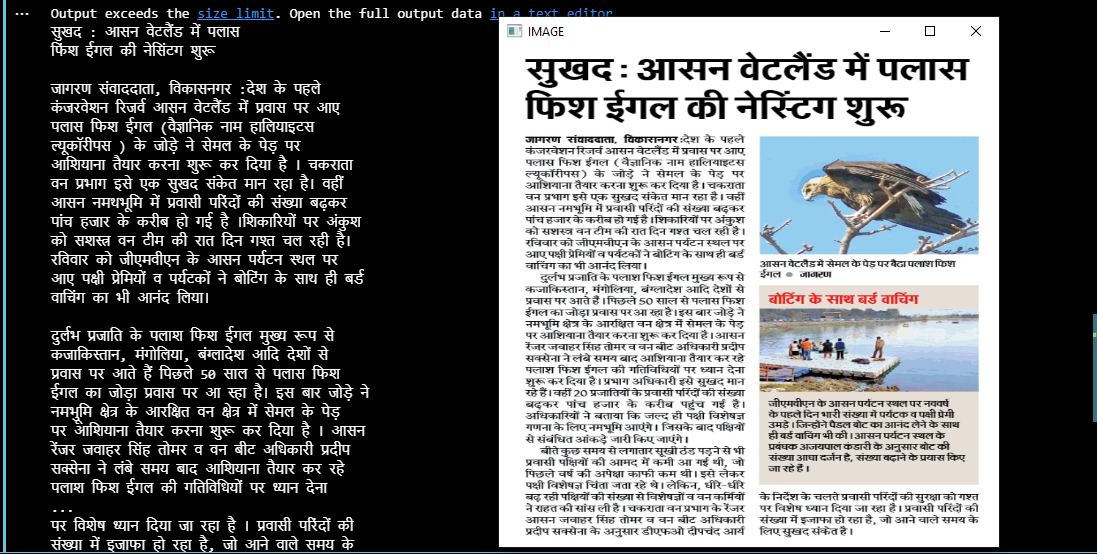 ... Output exceeds the size limit. Open the full output data in a text editor
सुखद : आसन वेटलैंड में पलास
फिश ईगल की नेसिंटग शुरू
जागरण संवाददाता, विकासनगर :देश के पहले
कंजरवेशन रिजर्व आसन वेटलैंड में प्रवास पर आए
पलास फिश ईगल (वैज्ञानिक नाम हालियाइटस
ल्यूकॉरीपस ) के जोड़े ने सेमल के पेड़ पर
आशियाना तैयार करना शुरू कर दिया है । चकराता
वन प्रभाग इसे एक सुखद संकेत मान रहा है। वहीं
आसन नमथभूमि में प्रवासी परिंदों की संख्या बढ़कर
पांच हजार के करीब हो गई है ।शिकारियों पर अंकुश
को सशस्त्र वन टीम की रात दिन गश्त चल रही है।
रविवार को जीएमवीएन के आसन पर्यटन स्थल पर
आए पक्षी प्रेमियों व पर्यटकों ने बोटिंग के साथ ही बर्ड
वाचिंग का भी आनंद लिया।
दुर्लभ प्रजाति के पलाश फिश ईगल मुख्य रूप से
कजाकिस्तान, मंगोलिया, बंग्लादेश आदि देशों से
प्रवास पर आते हैं पिछले 50 साल से पलास फिश
ईगल का जोड़ा प्रवास पर आ स्हा है। इस बार जोड़े ने
नमभूमि क्षेत्र के आरक्षित वन क्षेत्र में सेमल के पेड़
पर आशियाना तैयार करना शुरू कर दिया है । आसन
रेंजर जवाहर सिंह तोमर व वन बीट अधिकारी प्रदीप
सक्सेना ने लंबे समय बाद आशियाना तैयार कर रहे
पलाश फिश ईगल की गतिविधियों पर ध्यान देना
...
पर विशेष ध्यान दिया जा रहा है । प्रवासी परिंदों की
संख्या में इजाफा हो रहा है, जो आने वाले समय के
IMAGE
सुखद : आसन वेटलैंड में पलास
फिश ईगल की नेस्टिंग शुरू
जागरण संवाददाता, विकासनगर :देश के पहले
कंजरवेशन रिजर्व आसन वेटलैंड में प्रवास पर आए
पलास फिश ईगल ( वैज्ञानिक नाम हालियाइटस
ल्यूकॉरीपस) के जोड़े ने सेमल के पेड़ पर
आशियाना तैयार करना शुरू कर दिया है। चकराता
वन प्रभाग इसे एक सुखद संकेत मान रहा है। वहीं
आसन नमभूमि में प्रवासी परिंदों की संख्या बढ़कर
पांच हजार के करीब हो गई है।शिकारियों पर अंकुश
को सशस्त्र वन टीम की रात दिन गश्त चल रही है।
रविवार को जीएमवीएन के आसन पर्यटन स्थल पर
आए पक्षी प्रेमियों व पर्यटकों ने बोटिंग के साथ ही बर्ड
वाचिंग का भी आनंद लिया।
दुर्लभ प्रजाति के पलाश फिश ईगल मुख्य रूप से
कजाकिस्तान, मंगोलिया, बंग्लादेश आदि देशों से
प्रवास पर आते हैं। पिछले 50 साल से पलास फिश
ईगल का जोड़ा प्रवास पर आ रहा है। इस बार जोड़े ने
नमभूमि क्षेत्र के आरक्षित वन क्षेत्र में सेमल के पेड़
पर आशियाना तैयार करना शुरू कर दिया है। आसन
रेंजर जवाहर सिंह तोमर व वन बीट अधिकारी प्रदीप
सक्सेना ने लंबे समय बाद आशियाना तैयार कर रहे
पलाश फिश ईगल की गतिविधियों पर ध्यान देना
शुरू कर दिया है। प्रभाग अधिकारी इसे सुखद मान
रहे हैं। वहीं 20 प्रजातियों के प्रवासी परिंदों की संख्या
बढ़कर पांच हजार के करीब पहुंच गई है।
अधिकारियों ने बताया कि जल्द ही पक्षी विशेषज्ञ
गणना के लिए नमभूमि आएंगे। जिसके बाद पक्षियों
से संबंधित आंकड़े जारी किए जाएंगे।
बीते कुछ समय से लगातार सूखी ठंड पड़ने से भी
प्रवासी पक्षियों की आमद में कमी आ गई थी, जो
पिछले वर्ष की अपेक्षा काफी कम थी। इसे लेकर
पक्षी विशेषज्ञ चिंता जता रहे थे। लेकिन, धीरे-धीरे
बढ़ रही पक्षियों की संख्या से विशेषज्ञों व वन कर्मियों
ने राहत की सांस ली है। चकराता वन प्रभाग के रेंजर
आसन जवाहर सिंह तोमर व वन बीट अधिकारी
प्रदीप सक्सेना के अनुसार डीएफओ दीपचंद आर्य
आसन वेटलैंड में सेमल के पेड़ पर बैठा पलाश फिश
ईगल ● जागरण
बोटिंग के साथ बर्ड वाचिंग
जीएमवीएन के आसन पर्यटन स्थल पर नववर्ष
के पहले दिन भारी संख्या में पर्यटक व पक्षी प्रेमी
उमड़े। जिन्होंने पैडल बोट का आनंद लेने के साथ
ही बर्ड वाचिंग भी की। आसन पर्यटन स्थल के
प्रबंधक अजयपाल कंडारी के अनुसार बोट की
संख्या आधा दर्जन है, संख्या बढ़ाने के प्रयास किए
जा रहे हैं।
के निर्देश के चलते प्रवासी परिंदों की सुरक्षा को गश्त
पर विशेष ध्यान दिया जा रहा है। प्रवासी परिंदों की
संख्या में इजाफा हो रहा है, जो आने वाले समय के
लिए सुखद संकेत है।